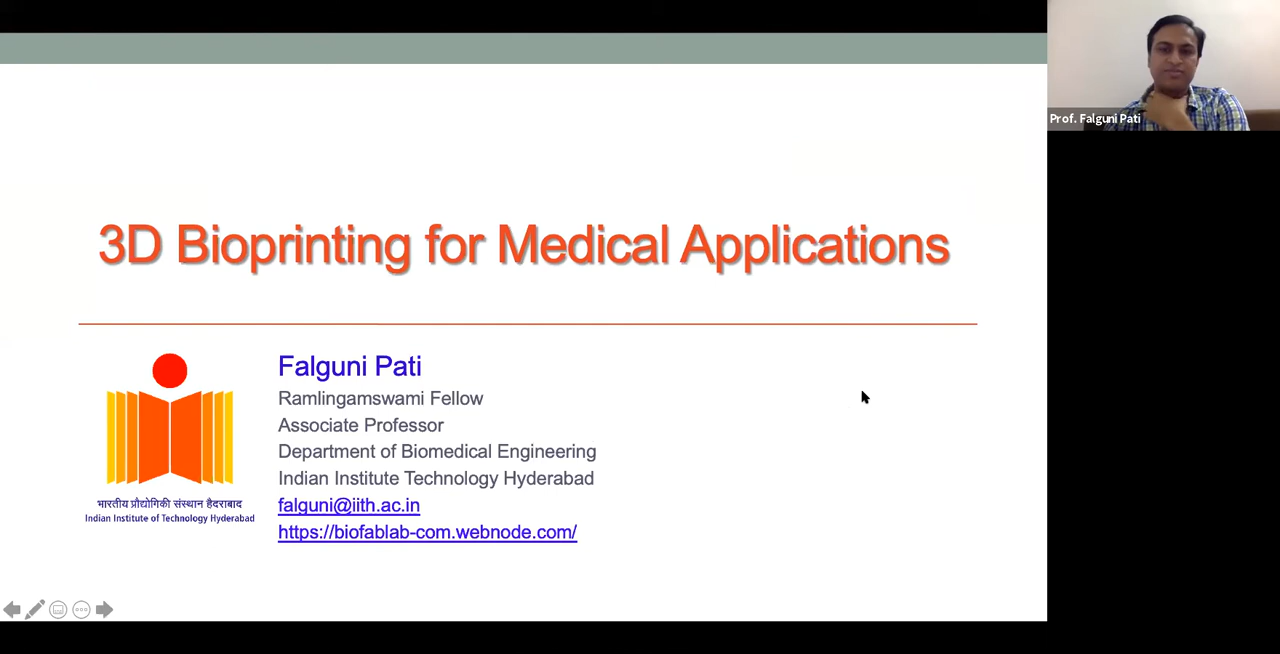 Prof. Falguni Pati
3D Bioprinting for Medical Applications
Falguni Pati
Ramlingamswami Fellow
Associate Professor
Department of Biomedical Engineering
Indian Institute Technology Hyderabad
falguni@iith.ac.in
https://biofablab-com.webnode.com/
भारतीय प्रौद्योगिकी संस्थान हैदराबाद
Indian Institute of Technology Hyderabad